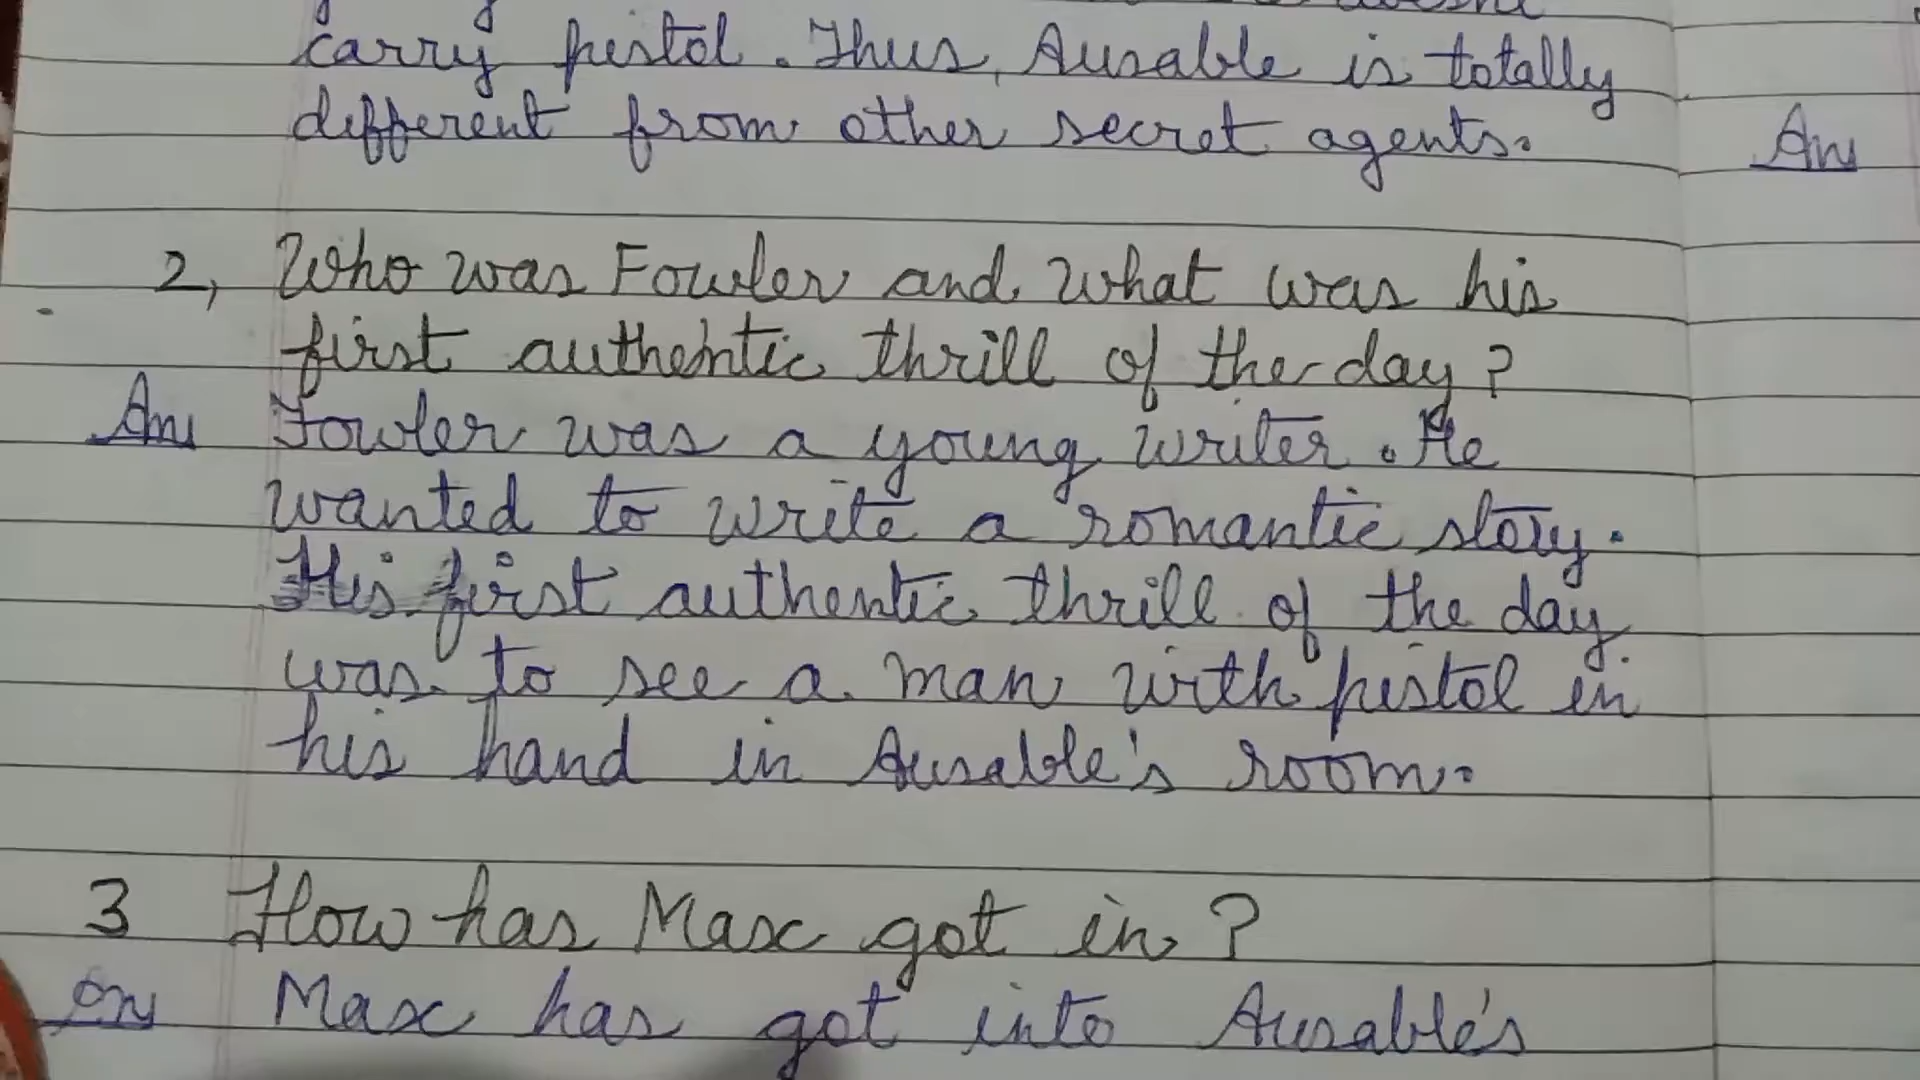 carry pistol. Thus, Ausable is totally
different from other secret agents.
Ans
2, Who was Fowler and what was his
first authentic thrill of the day?
Ans Fowler was a young writer. He
wanted to write a romantic story.
His first authentic thrill of the day
was to see a man with pistol in
his hand in Ausable's room.
3 How has Max got in?
Ans Max has got into Ausable's